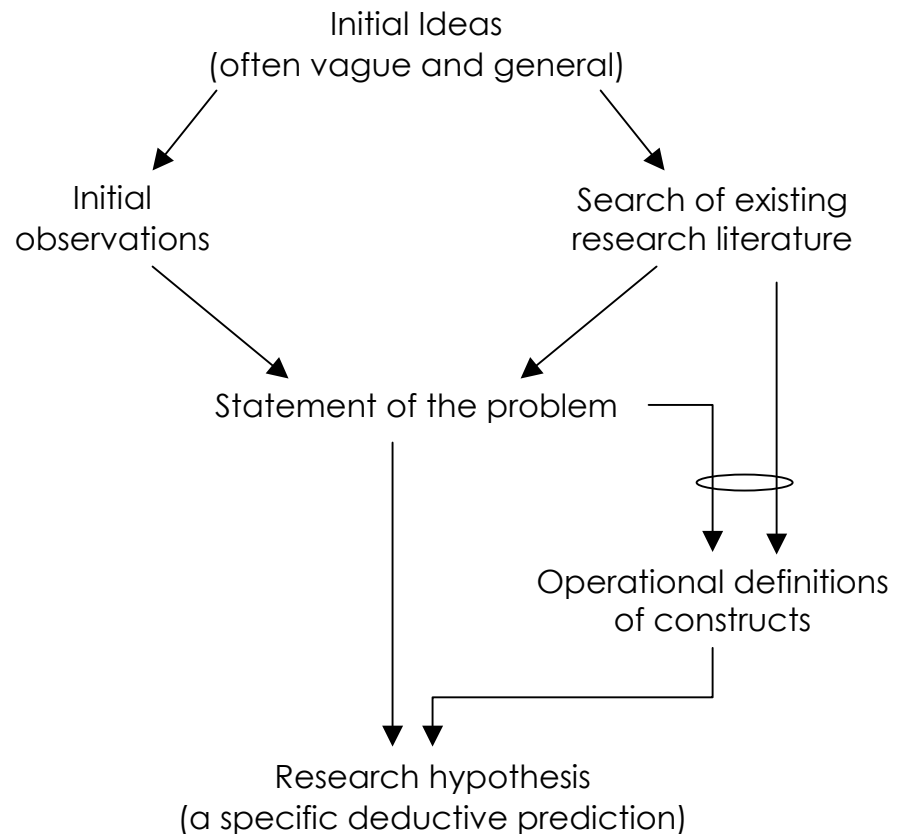 Initial Ideas
(often vague and general)
Initial
observations
Search of existing
research literature
Statement of the problem
Operational definitions
of constructs
Research hypothesis
(a specific deductive prediction)